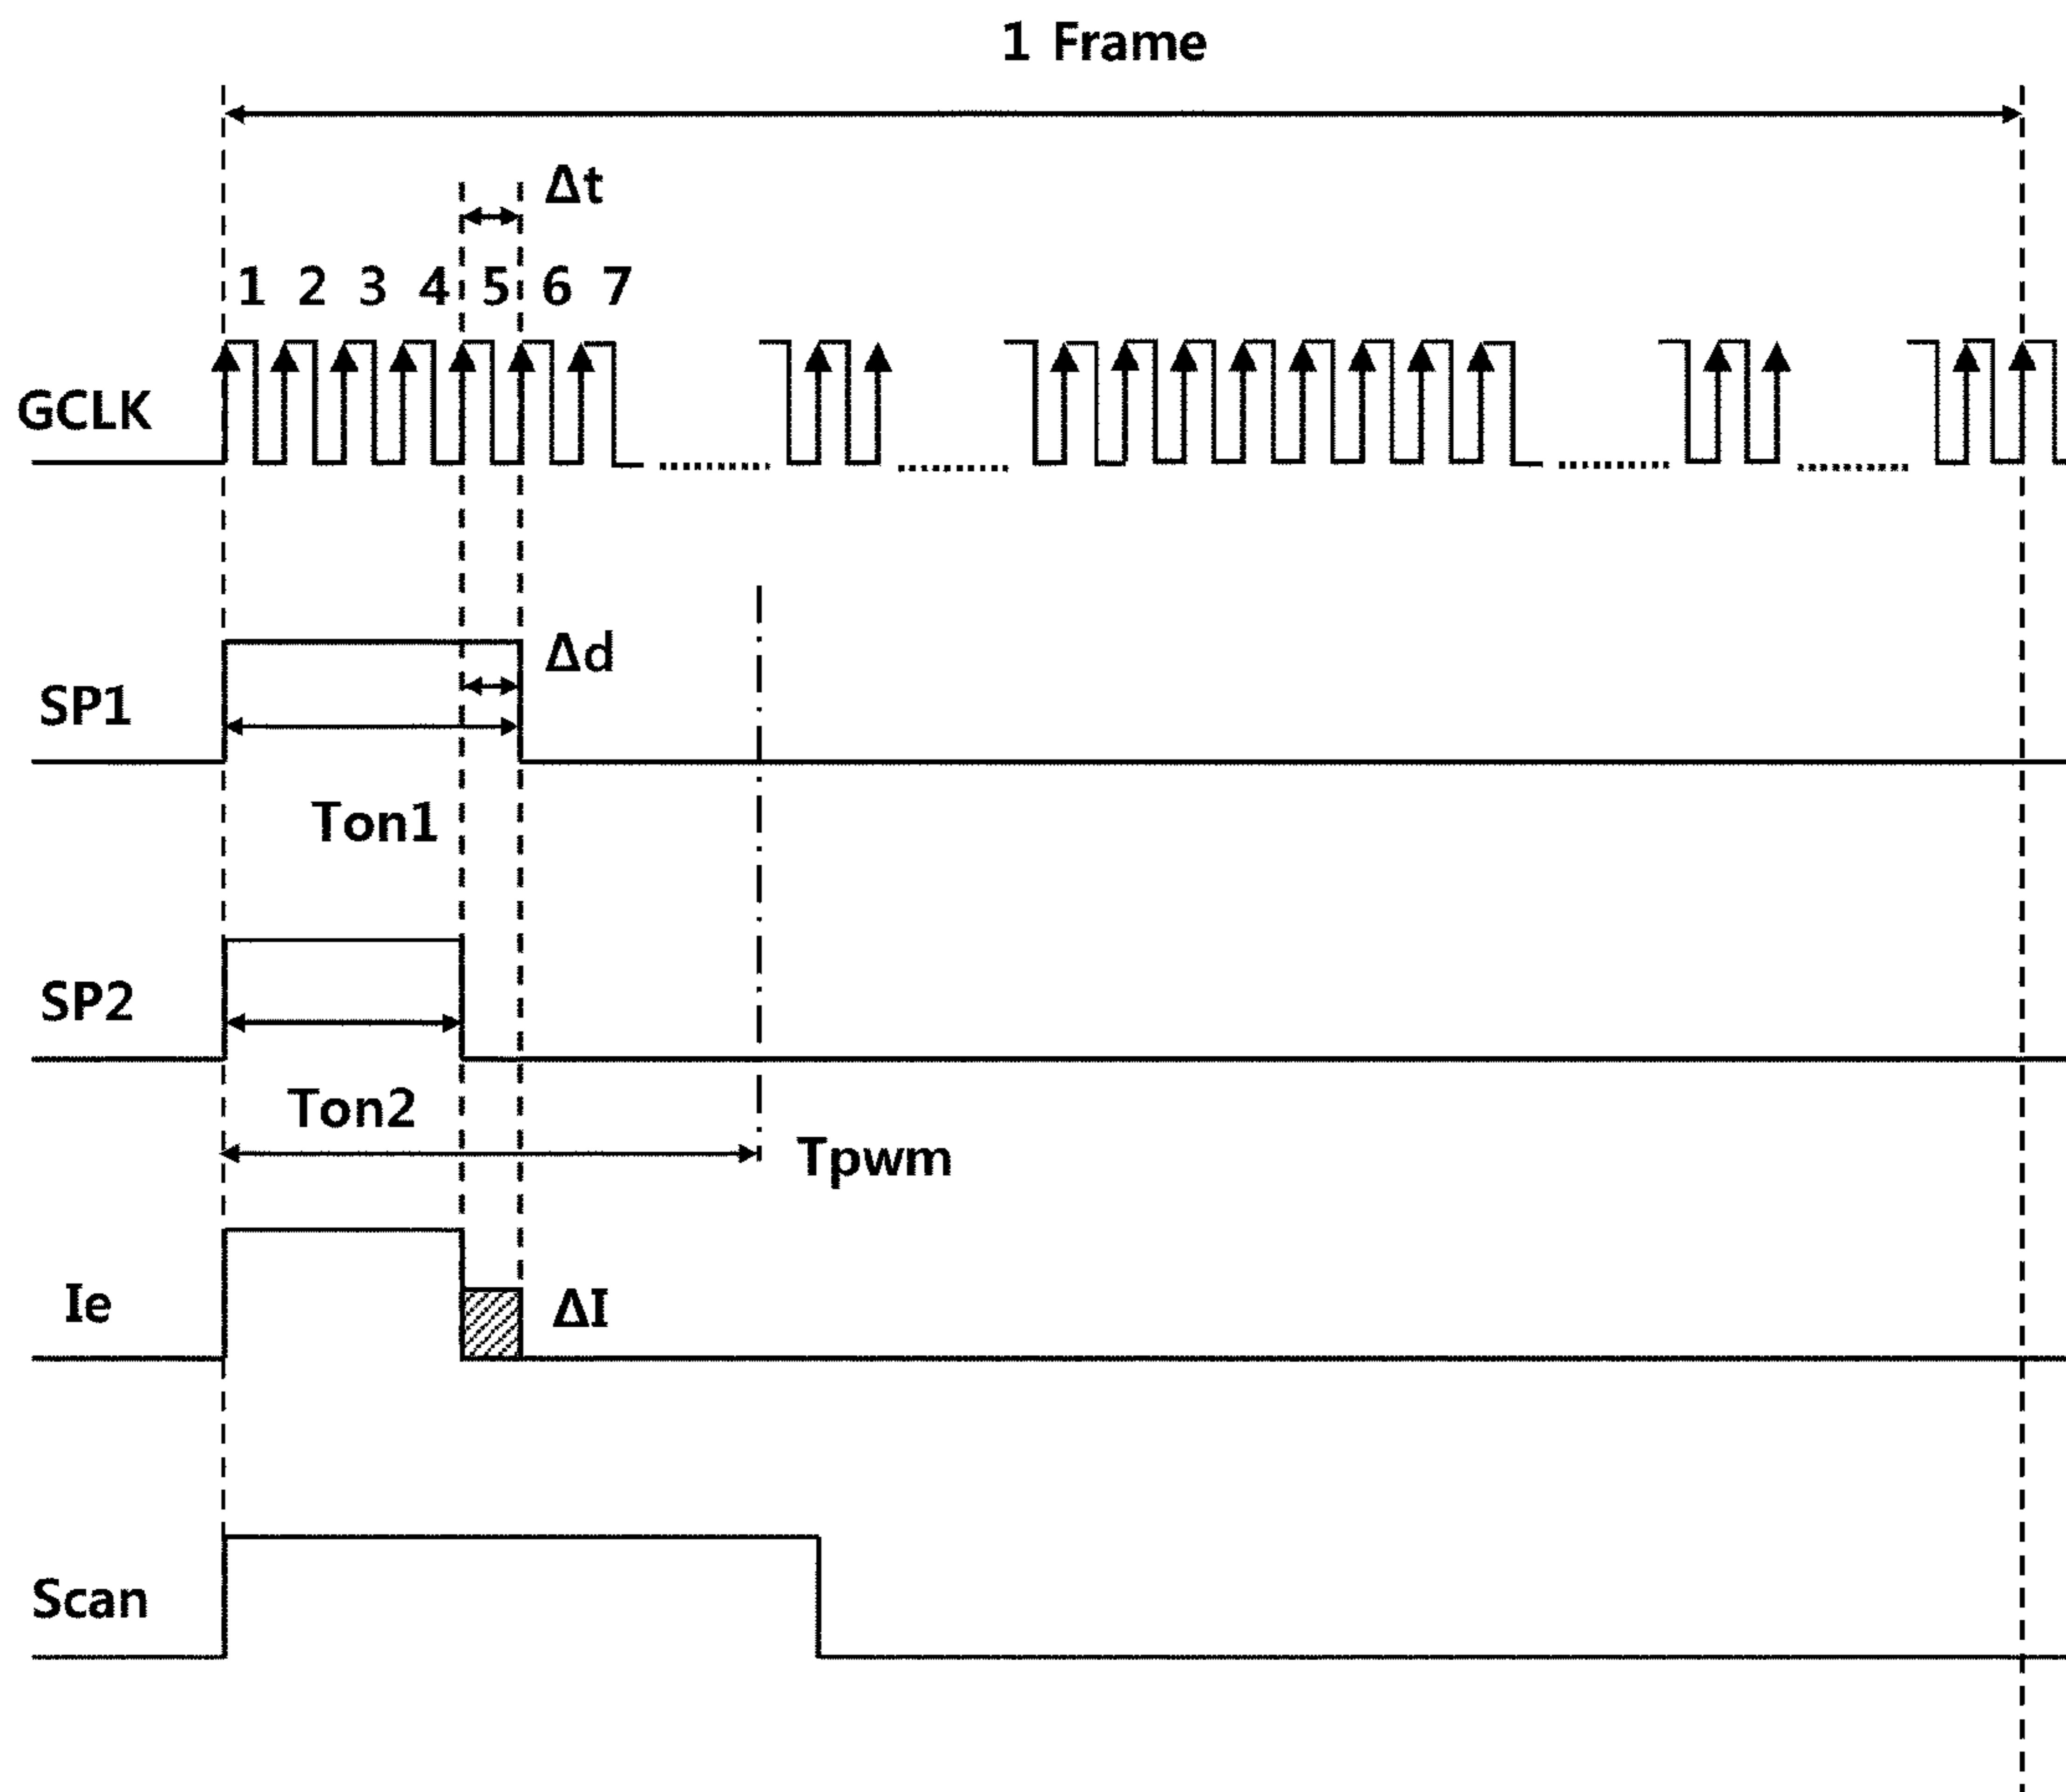 1 Frame
Δt
1 2 3 4 5 6 7
GCLK
Δd
SP1
Ton1
SP2
Ton2
Tpwm
Ie
ΔI
Scan